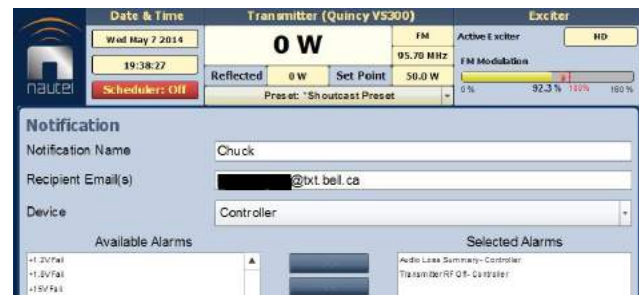 Date & Time
Transmitter (Quincy VS300)
Exciter
Wed May 7 2014
0 W
FM
Active Exciter
HD
95.70 MHz
FM Modulation
19:38:27
Reflected
0 W
Set Point
50.0 W
nautel
Scheduler: Off
Preset: *Shoutcast Preset
0 %
92.3 %
100%
160 %
Notification
Notification Name
Chuck
Recipient Email(s)
@txt.bell.ca
Device
Controller
Available Alarms
Selected Alarms
+1.2V Fail
Audio Loss Summary- Controller
+1.8V Fail
Transmitter RF Off- Controller
+15V Fail